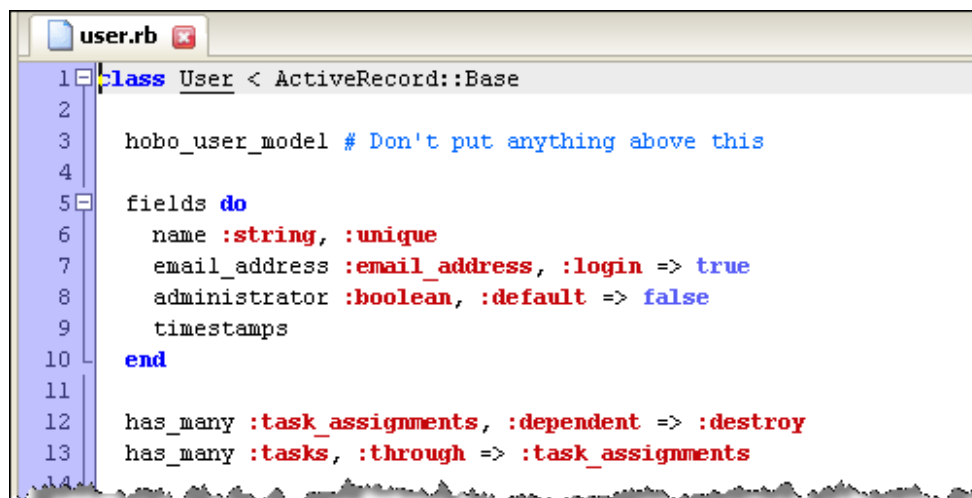 user.rb
1 class User < ActiveRecord::Base
2
3 hobo_user_model # Don't put anything above this
4
5 fields do
6 name :string, :unique
7 email_address :email_address, :login => true
8 administrator :boolean, :default => false
9 timestamps
10 end
11
12 has_many :task_assignments, :dependent => :destroy
13 has_many :tasks, :through => :task_assignments
14